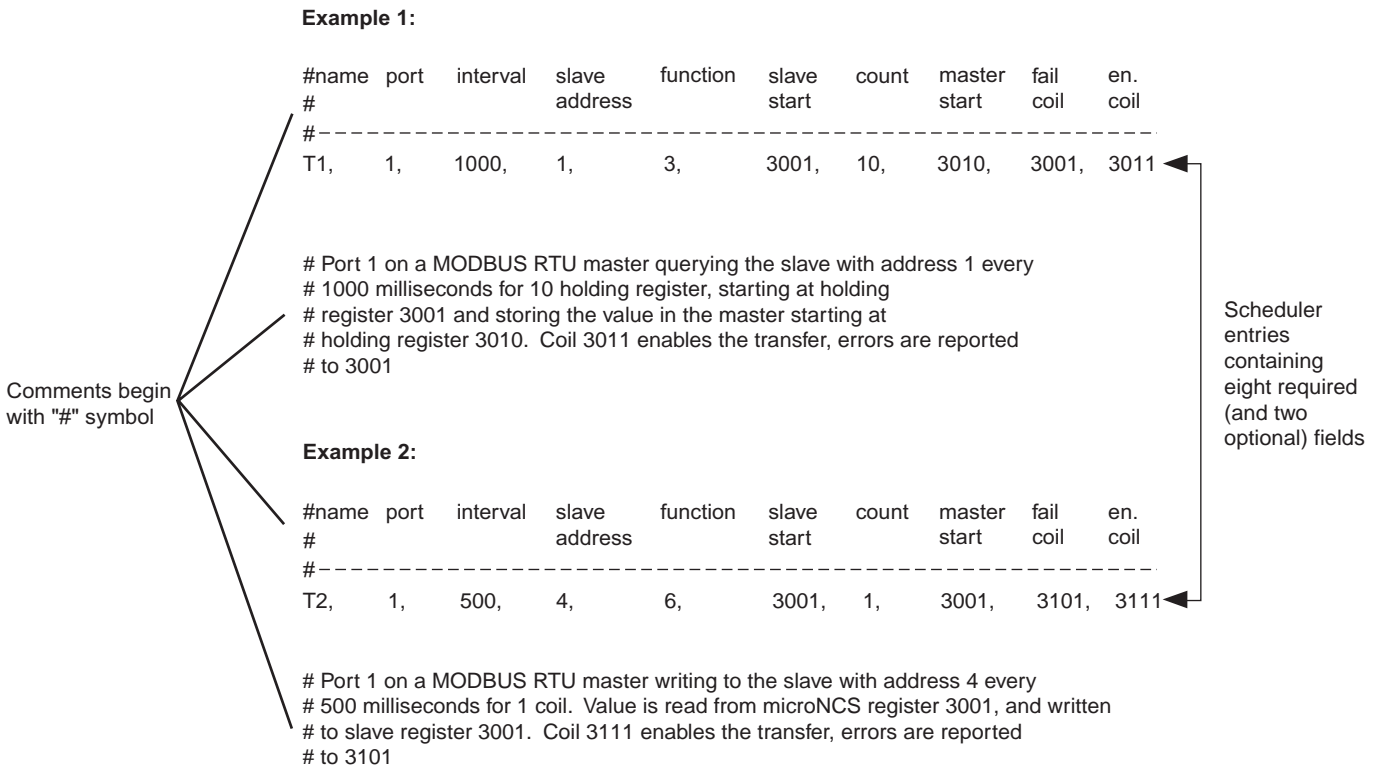 Example 1:
#name port interval slave function slave count master fail en.
# address start start coil coil
#- - - - - - - - - - - - - - - - - - - - - - - - - - - - - - - - - - - - - - - - - - - - - - - - - - - -
T1, 1, 1000, 1, 3, 3001, 10, 3010, 3001, 3011
# Port 1 on a MODBUS RTU master querying the slave with address 1 every
# 1000 milliseconds for 10 holding register, starting at holding
# register 3001 and storing the value in the master starting at
# holding register 3010. Coil 3011 enables the transfer, errors are reported
# to 3001
Comments begin
with "#" symbol
Scheduler
entries
containing
eight required
(and two
optional) fields
Example 2:
#name port interval slave function slave count master fail en.
# address start start coil coil
#- - - - - - - - - - - - - - - - - - - - - - - - - - - - - - - - - - - - - - - - - - - - - - - - - - - -
T2, 1, 500, 4, 6, 3001, 1, 3001, 3101, 3111
# Port 1 on a MODBUS RTU master writing to the slave with address 4 every
# 500 milliseconds for 1 coil. Value is read from microNCS register 3001, and written
# to slave register 3001. Coil 3111 enables the transfer, errors are reported
# to 3101